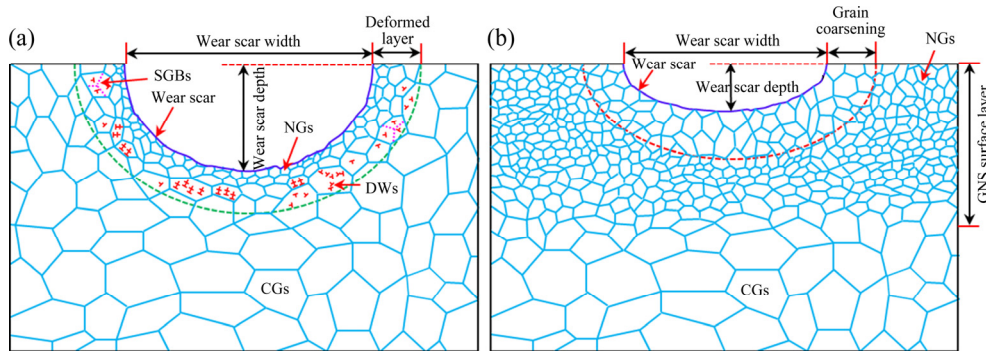 (a)
Wear scar width
Deformed
layer
SGBs
Wear scar
Wear scar depth
NGs
DWs
CGs
(b)
Wear scar width
Grain
coarsening
NGs
Wear scar
Wear scar depth
GNS surface layer
CGs